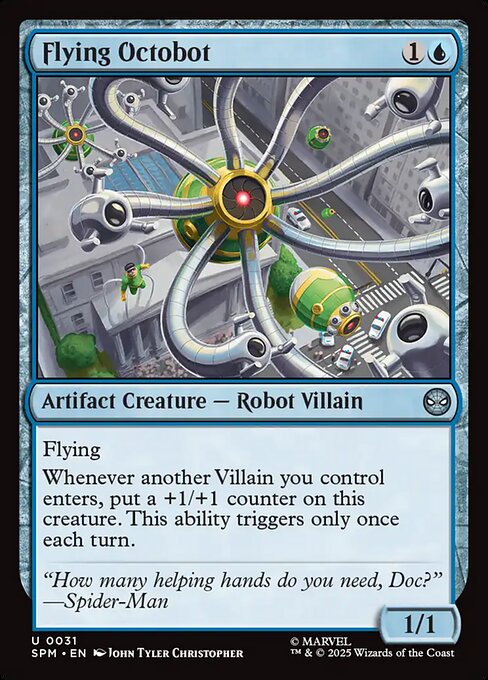 Flying Octobot 1
Artifact Creature — Robot Villain
Flying
Whenever another Villain you control
enters, put a +1/+1 counter on this
creature. This ability triggers only once
each turn.
“How many helping hands do you need, Doc?”
—Spider-Man
1/1
U 0031
SPM • EN John Tyler Christopher
© MARVEL
™ & © 2025 Wizards of the Coast